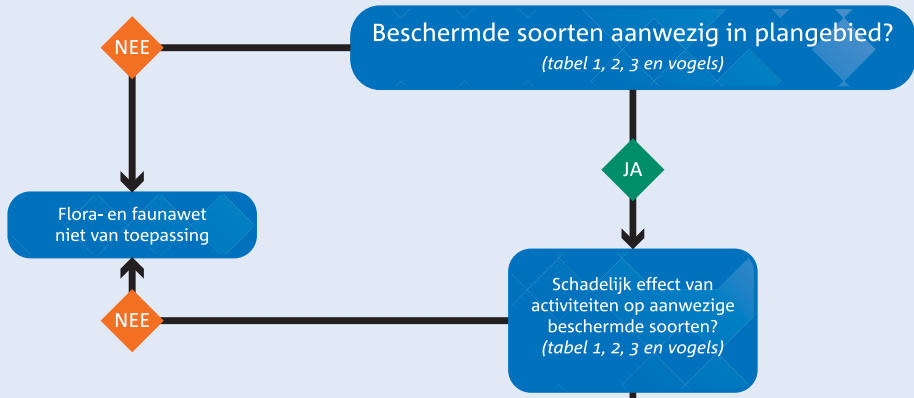 Beschermde soorten aanwezig in plangebied?
(tabel 1, 2, 3 en vogels)
NEE
JA
Flora- en faunawet
niet van toepassing
Schadelijk effect van
activiteiten op aanwezige
beschermde soorten?
(tabel 1, 2, 3 en vogels)
NEE